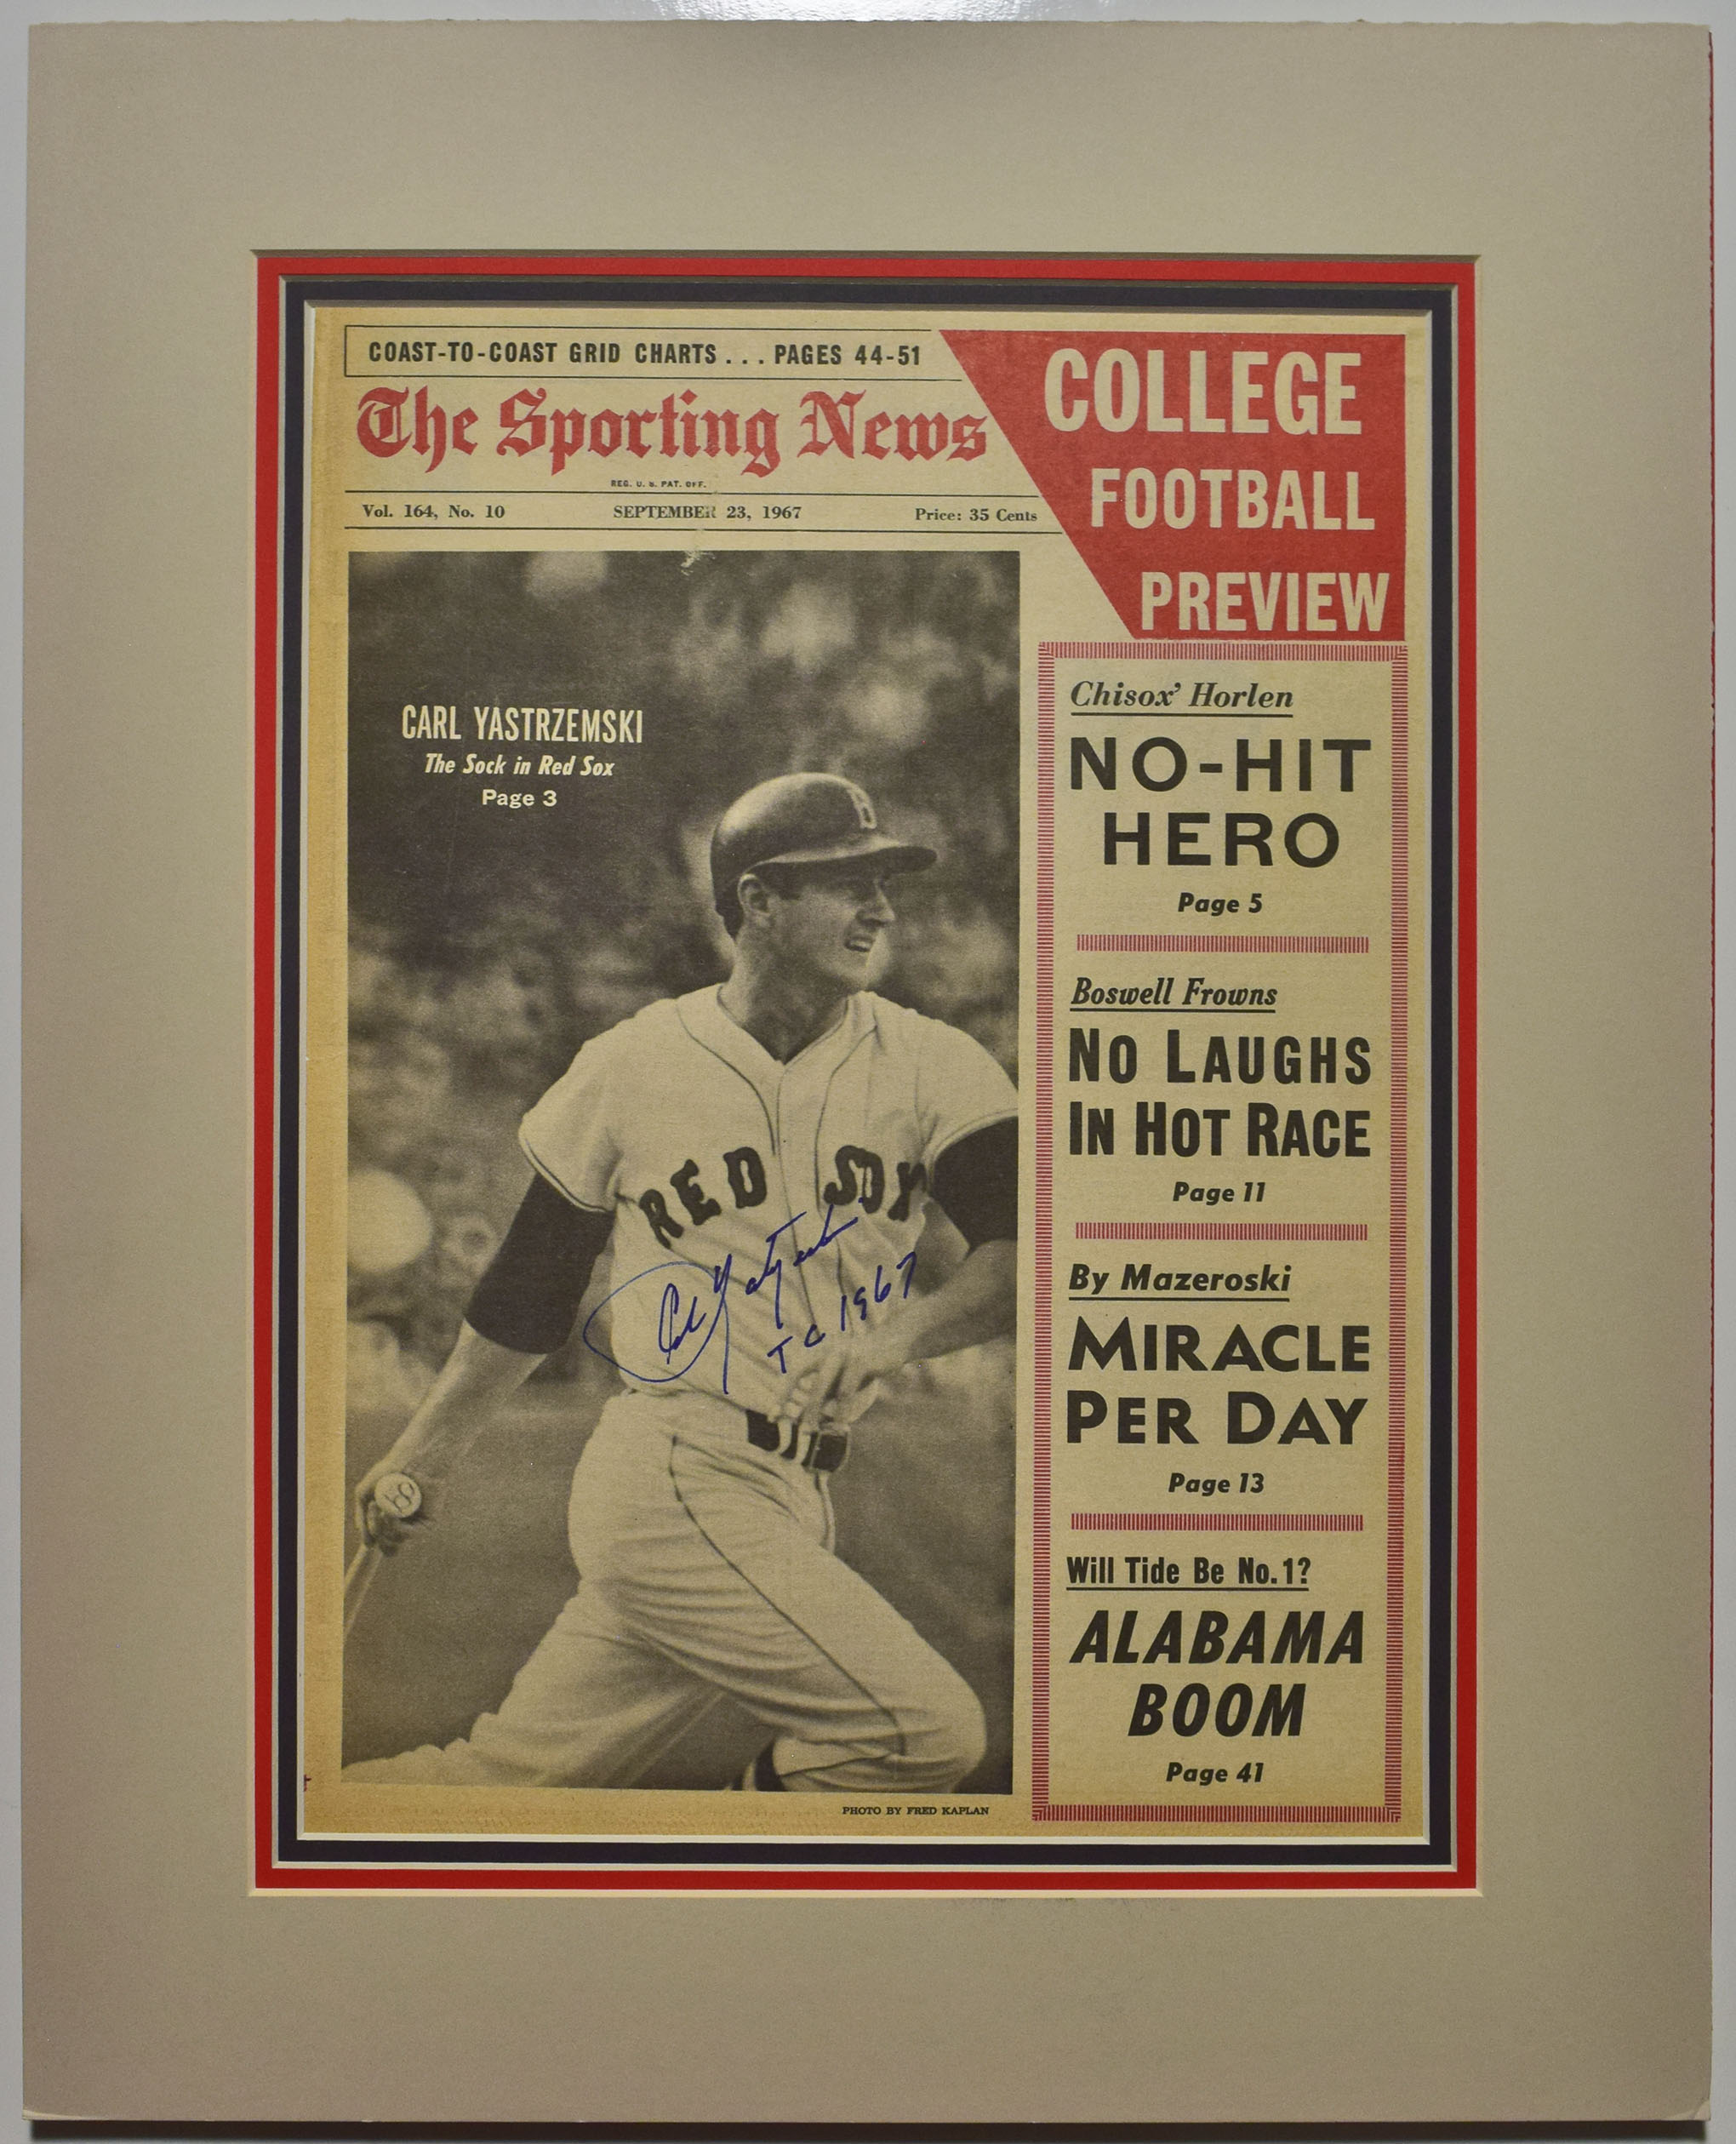 COAST-TO-COAST GRID CHARTS . . . PAGES 44-51
The Sporting News
REG. U. S. PAT. OFF.
Vol. 164, No. 10 SEPTEMBER 23, 1967 Price: 35 Cents
COLLEGE
FOOTBALL
PREVIEW
CARL YASTRZEMSKI
The Sock in Red Sox
Page 3
B
RED SOX
Carl Yastrzemski
TC 1967
8
PHOTO BY FRED KAPLAN
Chisox' Horlen
NO-HIT
HERO
Page 5
Boswell Frowns
NO LAUGHS
IN HOT RACE
Page 11
By Mazeroski
MIRACLE
PER DAY
Page 13
Will Tide Be No. 1?
ALABAMA
BOOM
Page 41